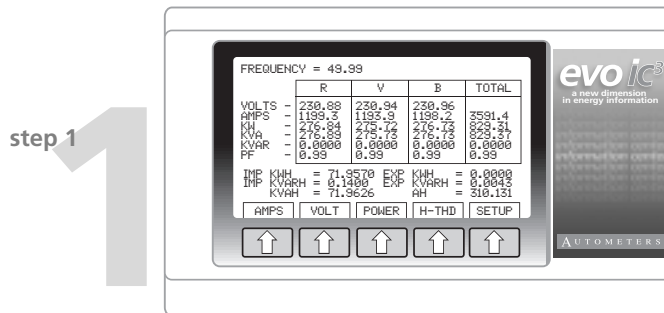 step 1
1
FREQUENCY = 49.99
R V B TOTAL
VOLTS - 230.88 230.94 230.96
AMPS - 1199.3 1193.9 1198.2 3591.4
KW - 276.84 275.72 276.73 829.31
KVA - 276.89 275.73 276.73 829.37
KVAR - 0.0000 0.0000 0.0000 0.0000
PF - 0.99 0.99 0.99 0.99
IMP KWH = 71.9570 EXP KWH = 0.0000
IMP KVARH = 0.1400 EXP KVARH = 0.0043
KVAH = 71.9626 AH = 310.131
AMPS VOLT POWER H-THD SETUP
evo ic3
a new dimension
in energy information
AUTOMETERS